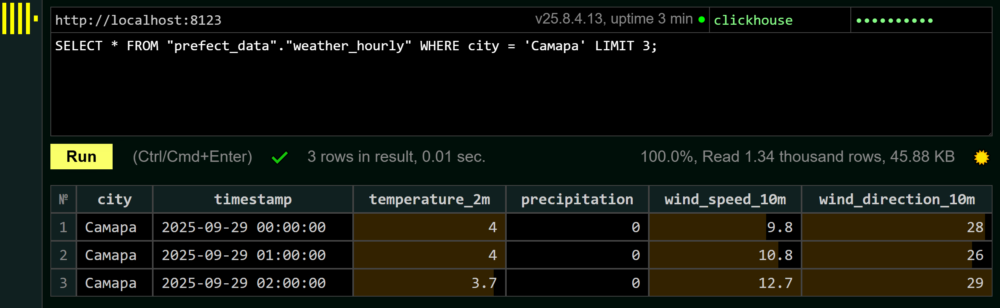 http://localhost:8123 v25.8.4.13, uptime 3 min clickhouse ••••••••••
SELECT * FROM "prefect_data"."weather_hourly" WHERE city = 'Самара' LIMIT 3;
Run (Ctrl/Cmd+Enter) 3 rows in result, 0.01 sec. 100.0%, Read 1.34 thousand rows, 45.88 KB
№ city timestamp temperature_2m precipitation wind_speed_10m wind_direction_10m
1 Самара 2025-09-29 00:00:00 4 0 9.8 28
2 Самара 2025-09-29 01:00:00 4 0 10.8 26
3 Самара 2025-09-29 02:00:00 3.7 0 12.7 29